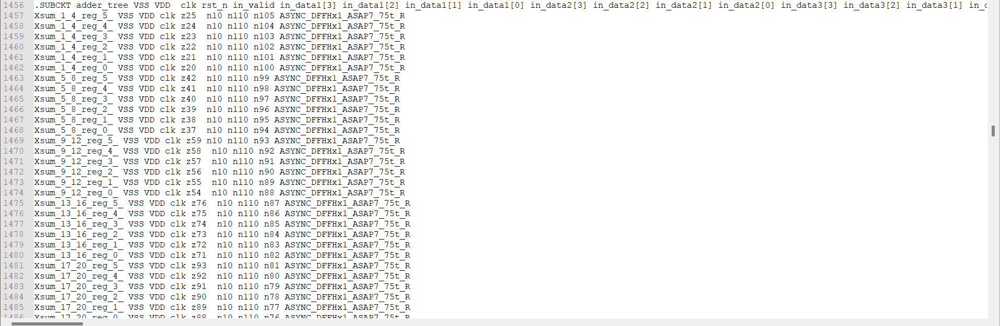 1456 .SUBCKT adder_tree VSS VDD  clk rst_n in_valid in_data1[3] in_data1[2] in_data1[1] in_data1[0] in_data2[3] in_data2[2] in_data2[1] in_data2[0] in_data3[3] in_data3[2] in_data3[1]
1457 Xsum_1_4_reg_5_ VSS VDD clk z25  n10 n110 n105 ASYNC_DFFHx1_ASAP7_75t_R
1458 Xsum_1_4_reg_4_ VSS VDD clk z24  n10 n110 n104 ASYNC_DFFHx1_ASAP7_75t_R
1459 Xsum_1_4_reg_3_ VSS VDD clk z23  n10 n110 n103 ASYNC_DFFHx1_ASAP7_75t_R
1460 Xsum_1_4_reg_2_ VSS VDD clk z22  n10 n110 n102 ASYNC_DFFHx1_ASAP7_75t_R
1461 Xsum_1_4_reg_1_ VSS VDD clk z21  n10 n110 n101 ASYNC_DFFHx1_ASAP7_75t_R
1462 Xsum_1_4_reg_0_ VSS VDD clk z20  n10 n110 n100 ASYNC_DFFHx1_ASAP7_75t_R
1463 Xsum_5_8_reg_5_ VSS VDD clk z42  n10 n110 n99 ASYNC_DFFHx1_ASAP7_75t_R
1464 Xsum_5_8_reg_4_ VSS VDD clk z41  n10 n110 n98 ASYNC_DFFHx1_ASAP7_75t_R
1465 Xsum_5_8_reg_3_ VSS VDD clk z40  n10 n110 n97 ASYNC_DFFHx1_ASAP7_75t_R
1466 Xsum_5_8_reg_2_ VSS VDD clk z39  n10 n110 n96 ASYNC_DFFHx1_ASAP7_75t_R
1467 Xsum_5_8_reg_1_ VSS VDD clk z38  n10 n110 n95 ASYNC_DFFHx1_ASAP7_75t_R
1468 Xsum_5_8_reg_0_ VSS VDD clk z37  n10 n110 n94 ASYNC_DFFHx1_ASAP7_75t_R
1469 Xsum_9_12_reg_5_ VSS VDD clk z59 n10 n110 n93 ASYNC_DFFHx1_ASAP7_75t_R
1470 Xsum_9_12_reg_4_ VSS VDD clk z58  n10 n110 n92 ASYNC_DFFHx1_ASAP7_75t_R
1471 Xsum_9_12_reg_3_ VSS VDD clk z57  n10 n110 n91 ASYNC_DFFHx1_ASAP7_75t_R
1472 Xsum_9_12_reg_2_ VSS VDD clk z56  n10 n110 n90 ASYNC_DFFHx1_ASAP7_75t_R
1473 Xsum_9_12_reg_1_ VSS VDD clk z55  n10 n110 n89 ASYNC_DFFHx1_ASAP7_75t_R
1474 Xsum_9_12_reg_0_ VSS VDD clk z54  n10 n110 n88 ASYNC_DFFHx1_ASAP7_75t_R
1475 Xsum_13_16_reg_5_ VSS VDD clk z76  n10 n110 n87 ASYNC_DFFHx1_ASAP7_75t_R
1476 Xsum_13_16_reg_4_ VSS VDD clk z75  n10 n110 n86 ASYNC_DFFHx1_ASAP7_75t_R
1477 Xsum_13_16_reg_3_ VSS VDD clk z74  n10 n110 n85 ASYNC_DFFHx1_ASAP7_75t_R
1478 Xsum_13_16_reg_2_ VSS VDD clk z73  n10 n110 n84 ASYNC_DFFHx1_ASAP7_75t_R
1479 Xsum_13_16_reg_1_ VSS VDD clk z72  n10 n110 n83 ASYNC_DFFHx1_ASAP7_75t_R
1480 Xsum_13_16_reg_0_ VSS VDD clk z71  n10 n110 n82 ASYNC_DFFHx1_ASAP7_75t_R
1481 Xsum_17_20_reg_5_ VSS VDD clk z93  n10 n110 n81 ASYNC_DFFHx1_ASAP7_75t_R
1482 Xsum_17_20_reg_4_ VSS VDD clk z92  n10 n110 n80 ASYNC_DFFHx1_ASAP7_75t_R
1483 Xsum_17_20_reg_3_ VSS VDD clk z91  n10 n110 n79 ASYNC_DFFHx1_ASAP7_75t_R
1484 Xsum_17_20_reg_2_ VSS VDD clk z90  n10 n110 n78 ASYNC_DFFHx1_ASAP7_75t_R
1485 Xsum_17_20_reg_1_ VSS VDD clk z89  n10 n110 n77 ASYNC_DFFHx1_ASAP7_75t_R
1486 Xsum_17_20_reg_0_ VSS VDD clk z88  n10 n110 n76 ASYNC_DFFHx1_ASAP7_75t_R